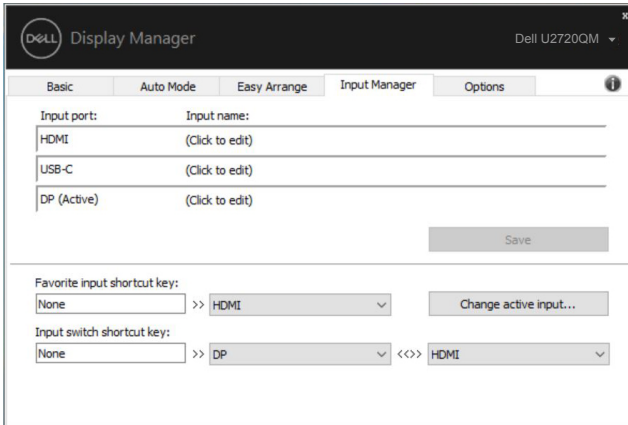 x
DELL Display Manager Dell U2720QM
Basic Auto Mode Easy Arrange Input Manager Options i
Input port: Input name:
HDMI (Click to edit)
USB-C (Click to edit)
DP (Active) (Click to edit)
Save
Favorite input shortcut key:
None >> HDMI Change active input...
Input switch shortcut key:
None >> DP <<>> HDMI